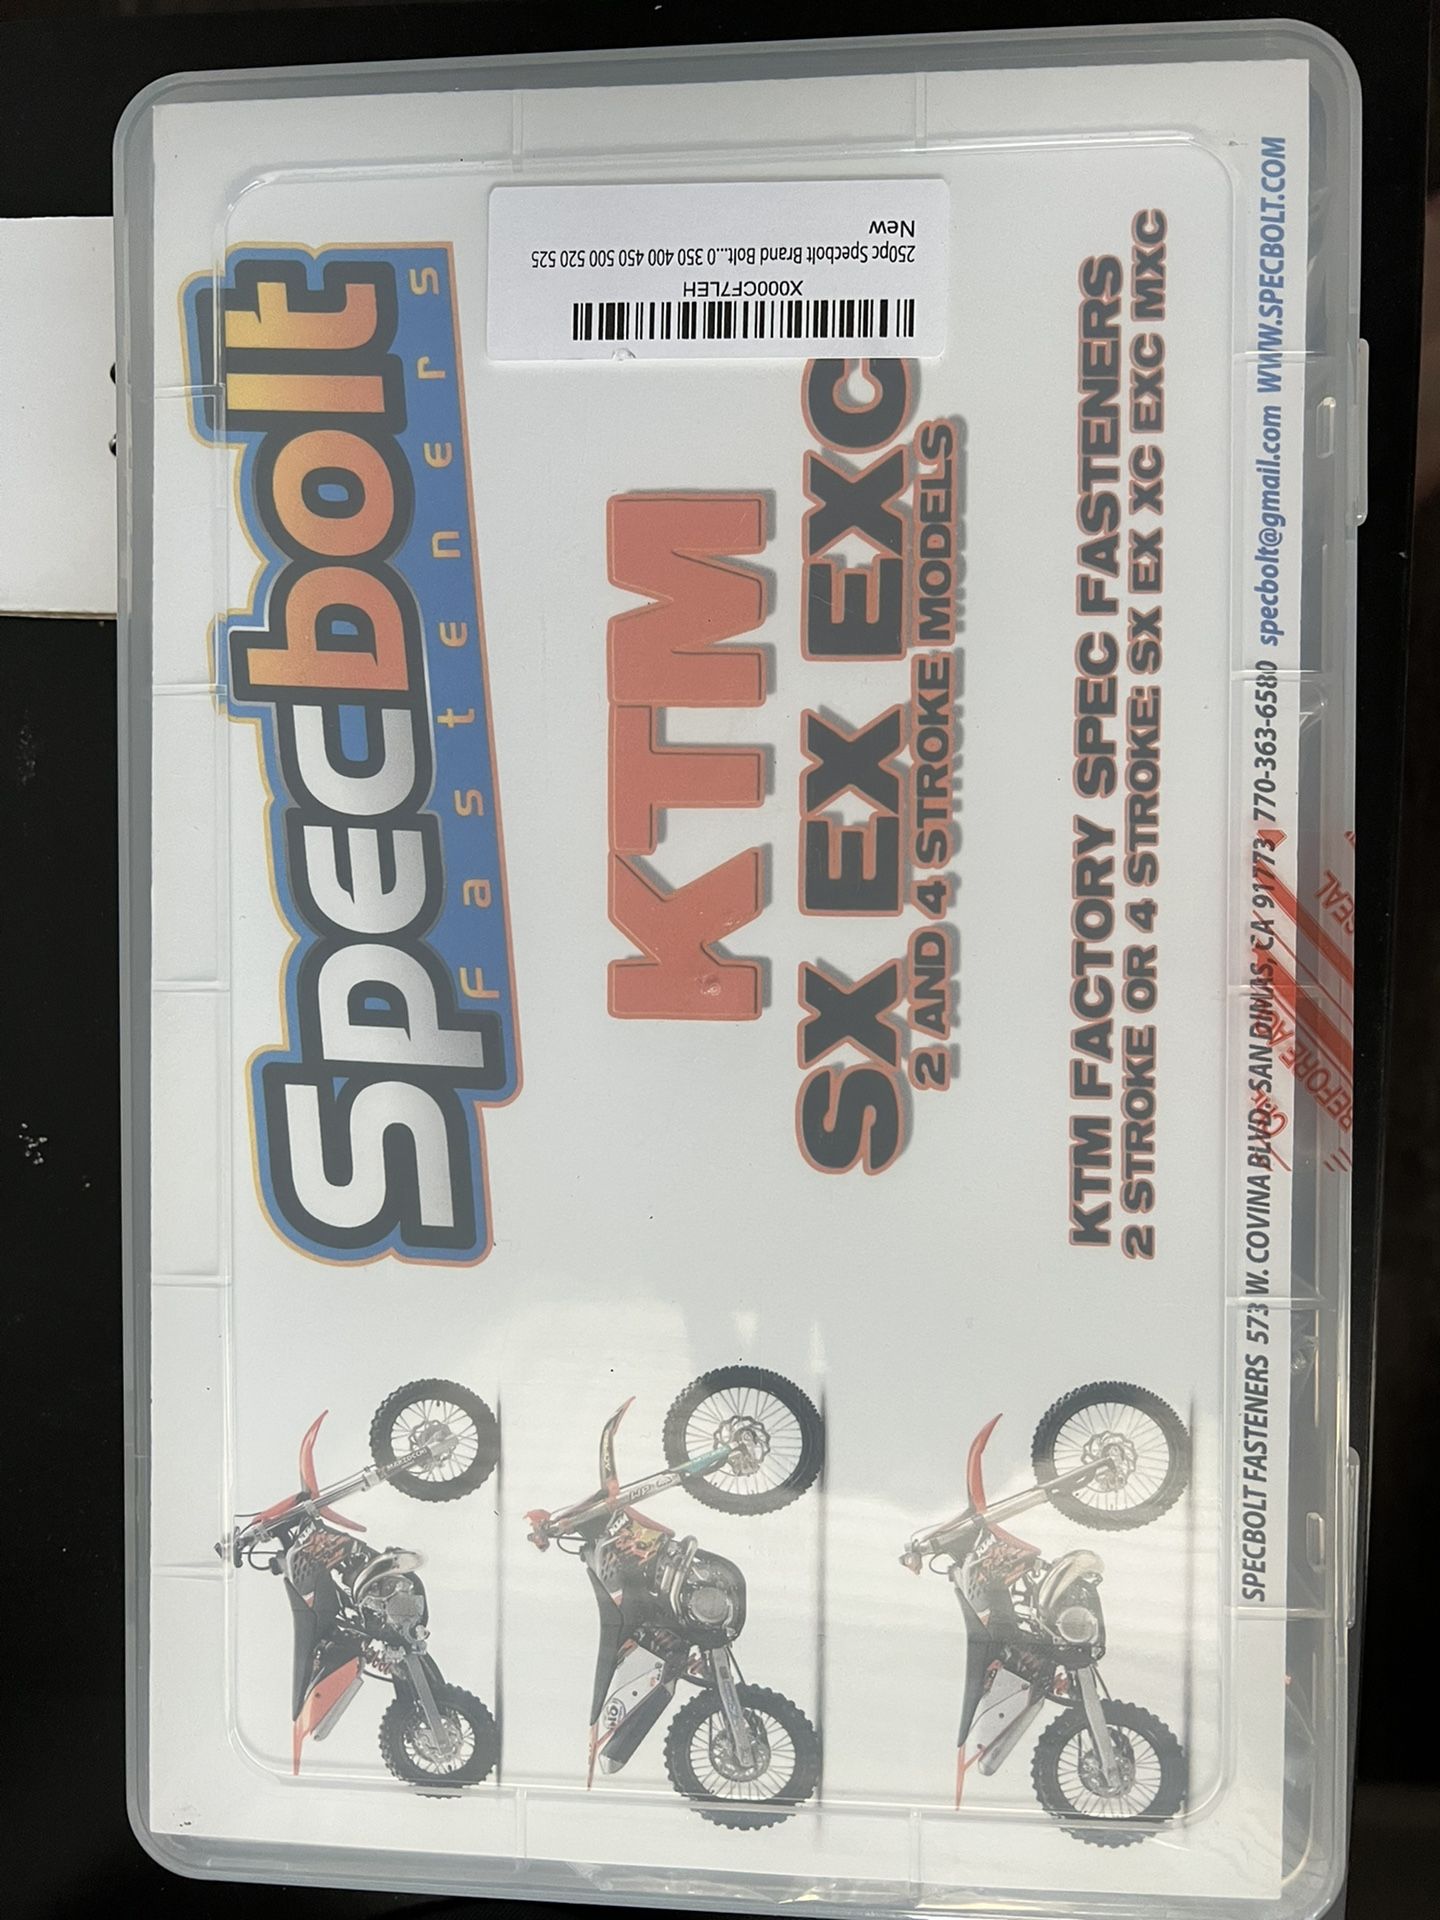 specbolt
fasteners
KTM
SX EX EXC
2 AND 4 STROKE MODELS
X000CF7LEH
250pc Specbolt Brand Bolt...0 350 400 450 500 520 525
New
KTM FACTORY SPEC FASTENERS
2 STROKE OR 4 STROKE: SX EX XC EXC MXC
SPECBOLT FASTENERS 573 W. COVINA BLVD. SAN DIMAS, CA 91773 770-363-6580 specbolt@gmail.com WWW.SPECBOLT.COM
SEAL
BEFORE